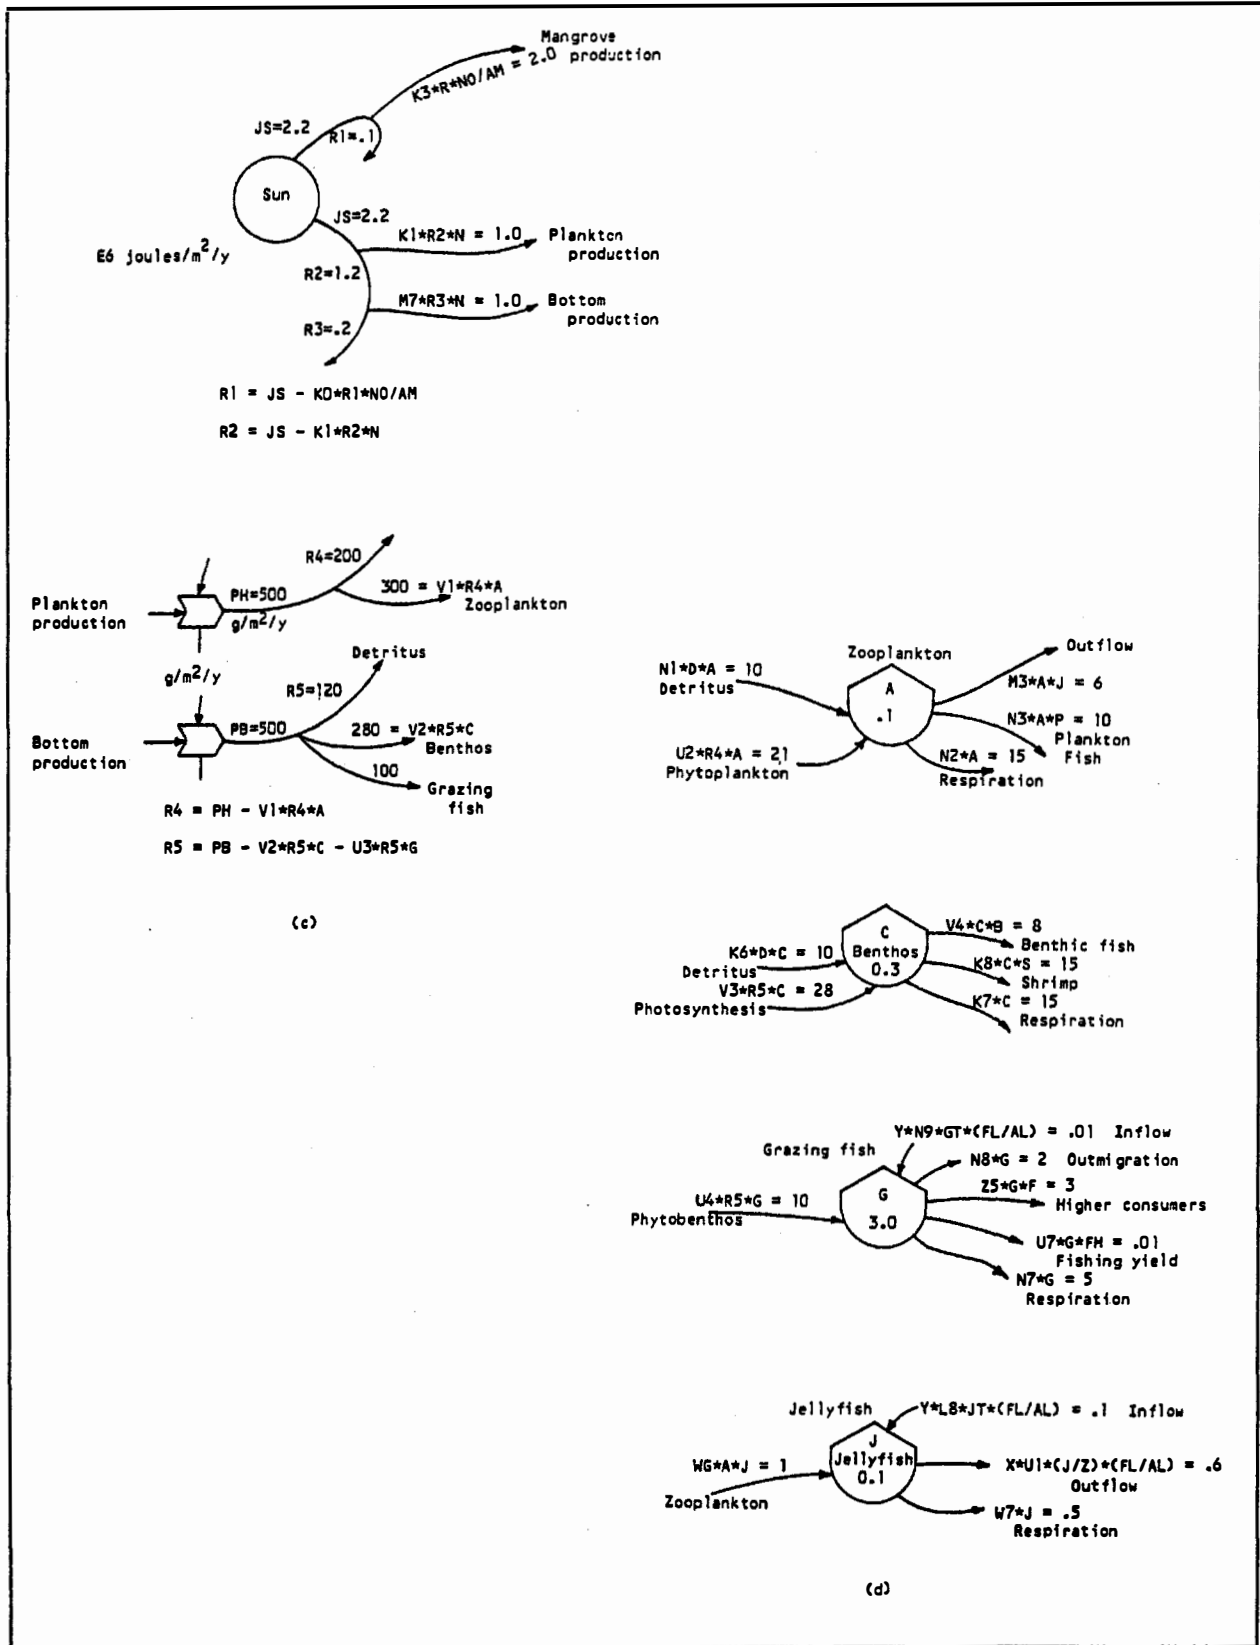 Mangrove
production
K3*R*NO/AM = 2.0
JS=2.2
R1=.1
Sun
JS=2.2
E6 joules/m²/y
K1*R2*N = 1.0
Plankton
production
R2=1.2
M7*R3*N = 1.0
Bottom
production
R3=.2
R1 = JS - KO*R1*NO/AM
R2 = JS - K1*R2*N
R4=200
300 = V1*R4*A
Zooplankton
Plankton
production
PH=500
g/m²/y
Detritus
g/m²/y
R5=120
Bottom
production
PB=500
280 = V2*R5*C
Benthos
100
Grazing
fish
R4 = PH - V1*R4*A
R5 = PB - V2*R5*C - U3*R5*G
(c)
Zooplankton
A
.1
N1*D*A = 10
Detritus
U2*R4*A = 21
Phytoplankton
Outflow
M3*A*J = 6
N3*A*P = 10
Plankton
Fish
N2*A = 15
Respiration
C
Benthos
0.3
K6*D*C = 10
Detritus
V3*R5*C = 28
Photosynthesis
V4*C*B = 8
Benthic fish
K8*C*S = 15
Shrimp
K7*C = 15
Respiration
Grazing fish
Y*N9*GT*(FL/AL) = .01 Inflow
N8*G = 2 Outmigration
Z5*G*F = 3
Higher consumers
U4*R5*G = 10
Phytobenthos
G
3.0
U7*G*FH = .01
Fishing yield
N7*G = 5
Respiration
Jellyfish
Y*L8*JT*(FL/AL) = .1 Inflow
J
Jellyfish
0.1
WG*A*J = 1
Zooplankton
X*U1*(J/Z)*(FL/AL) = .6
Outflow
W7*J = .5
Respiration
(d)